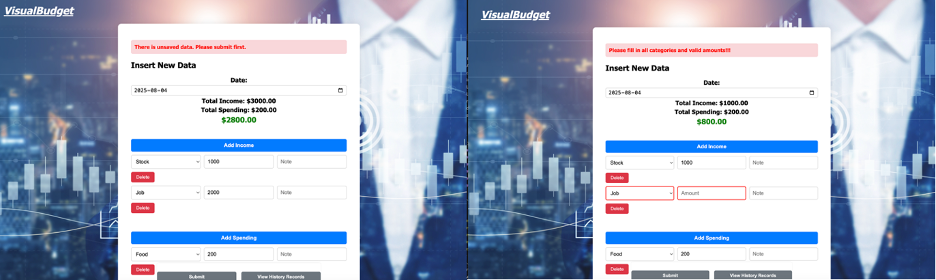 VisualBudget
There is unsaved data. Please submit first.
Insert New Data
Date:
2025-08-04
Total Income: $3000.00
Total Spending: $200.00
$2800.00
Add Income
Stock 1000 Note
Delete
Job 2000 Note
Delete
Add Spending
Food 200 Note
Delete
Submit View History Records
VisualBudget
Please fill in all categories and valid amounts!!!
Insert New Data
Date:
2025-08-04
Total Income: $1000.00
Total Spending: $200.00
$800.00
Add Income
Stock 1000 Note
Delete
Job Amount Note
Delete
Add Spending
Food 200 Note
Delete
Submit View History Records